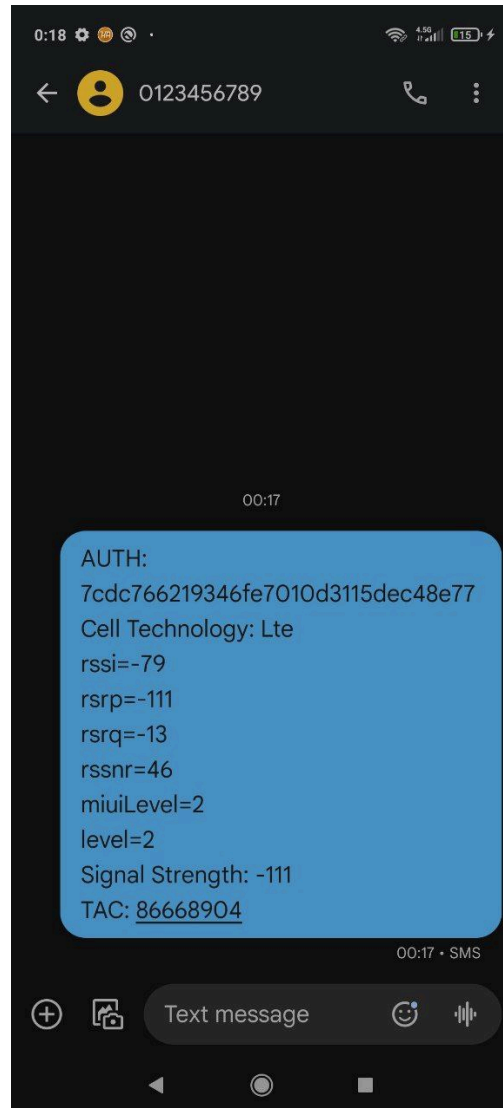 0:18
4.5G
15
0123456789
00:17
AUTH:
7cdc766219346fe7010d3115dec48e77
Cell Technology: Lte
rssi=-79
rsrp=-111
rsrq=-13
rssnr=46
miuiLevel=2
level=2
Signal Strength: -111
TAC: 86668904
00:17 • SMS
Text message